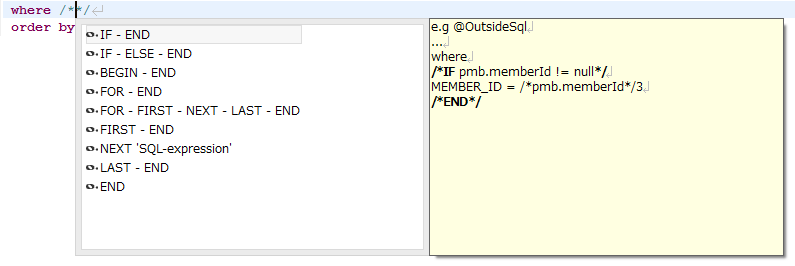 where /**/
order by
IF - END
IF - ELSE - END
BEGIN - END
FOR - END
FOR - FIRST - NEXT - LAST - END
FIRST - END
NEXT 'SQL-expression'
LAST - END
END
e.g @OutsideSql
...
where
/*IF pmb.memberId != null*/
MEMBER_ID = /*pmb.memberId*/3
/*END*/